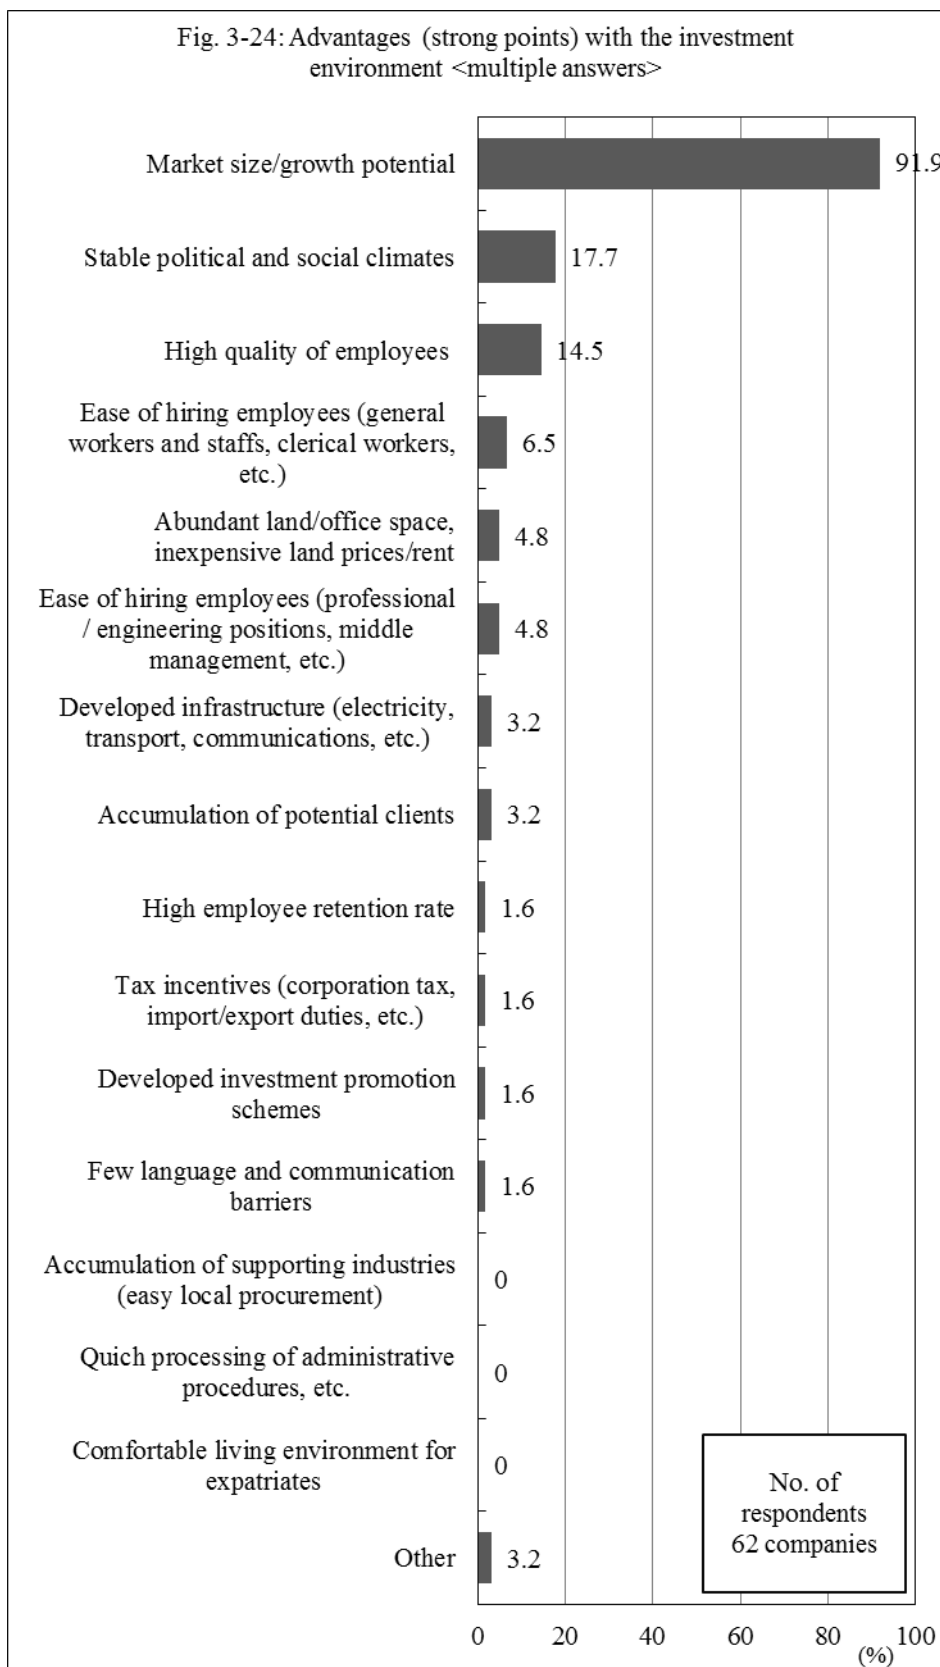 Fig. 3-24: Advantages (strong points) with the investment
environment <multiple answers>
Market size/growth potential
91.9
Stable political and social climates
17.7
High quality of employees
14.5
Ease of hiring employees (general
workers and staffs, clerical workers,
etc.)
6.5
Abundant land/office space,
inexpensive land prices/rent
4.8
Ease of hiring employees (professional
/ engineering positions, middle
management, etc.)
4.8
Developed infrastructure (electricity,
transport, communications, etc.)
3.2
Accumulation of potential clients
3.2
High employee retention rate
1.6
Tax incentives (corporation tax,
import/export duties, etc.)
1.6
Developed investment promotion
schemes
1.6
Few language and communication
barriers
1.6
Accumulation of supporting industries
(easy local procurement)
0
Quich processing of administrative
procedures, etc.
0
Comfortable living environment for
expatriates
0
Other
3.2
No. of
respondents
62 companies
0 20 40 60 80 100
(%)